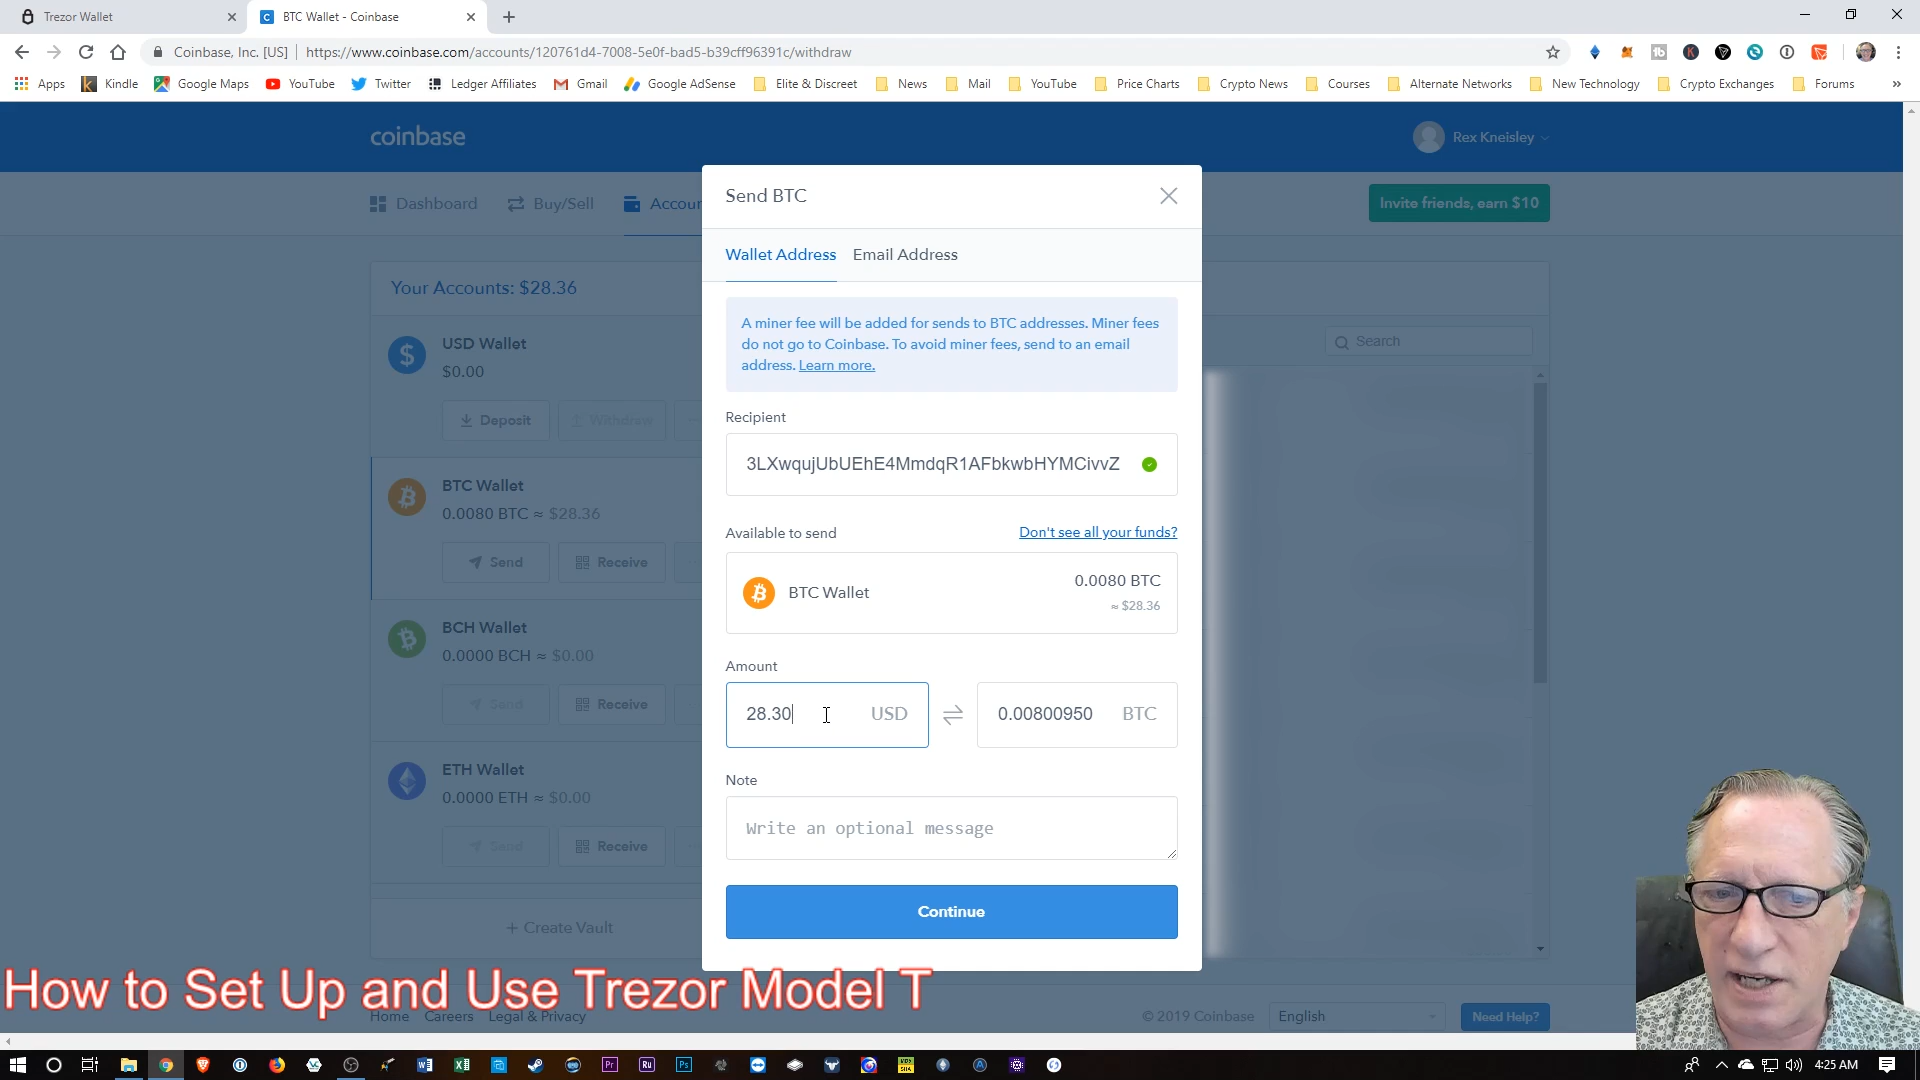 Trezor Wallet
BTC Wallet - Coinbase
Coinbase, Inc. [US] https://www.coinbase.com/accounts/120761d4-7008-5e0f-bad5-b39cff96391c/withdraw
Apps Kindle Google Maps YouTube Twitter Ledger Affiliates Gmail Google AdSense Elite & Discreet News Mail YouTube Price Charts Crypto News Courses Alternate Networks New Technology Crypto Exchanges Forums »
coinbase
Rex Kneisley
Dashboard Buy/Sell Accour
Invite friends, earn $10
Send BTC
Wallet Address Email Address
A miner fee will be added for sends to BTC addresses. Miner fees
do not go to Coinbase. To avoid miner fees, send to an email
address. Learn more.
Recipient
3LXwqujUbUEhE4MmdqR1AFbkwbHYMCivvZ
Available to send Don't see all your funds?
BTC Wallet
0.0080 BTC
≈ $28.36
Amount
28.30 USD 0.00800950 BTC
Note
Write an optional message
Continue
Your Accounts: $28.36
USD Wallet
$0.00
Deposit Withdraw
BTC Wallet
0.0080 BTC ≈ $28.36
Send Receive
BCH Wallet
0.0000 BCH ≈ $0.00
Send Receive
ETH Wallet
0.0000 ETH ≈ $0.00
Send Receive
+ Create Vault
Search
How to Set Up and Use Trezor Model T
Home Careers Legal & Privacy
© 2019 Coinbase English Need Help?
4:25 AM